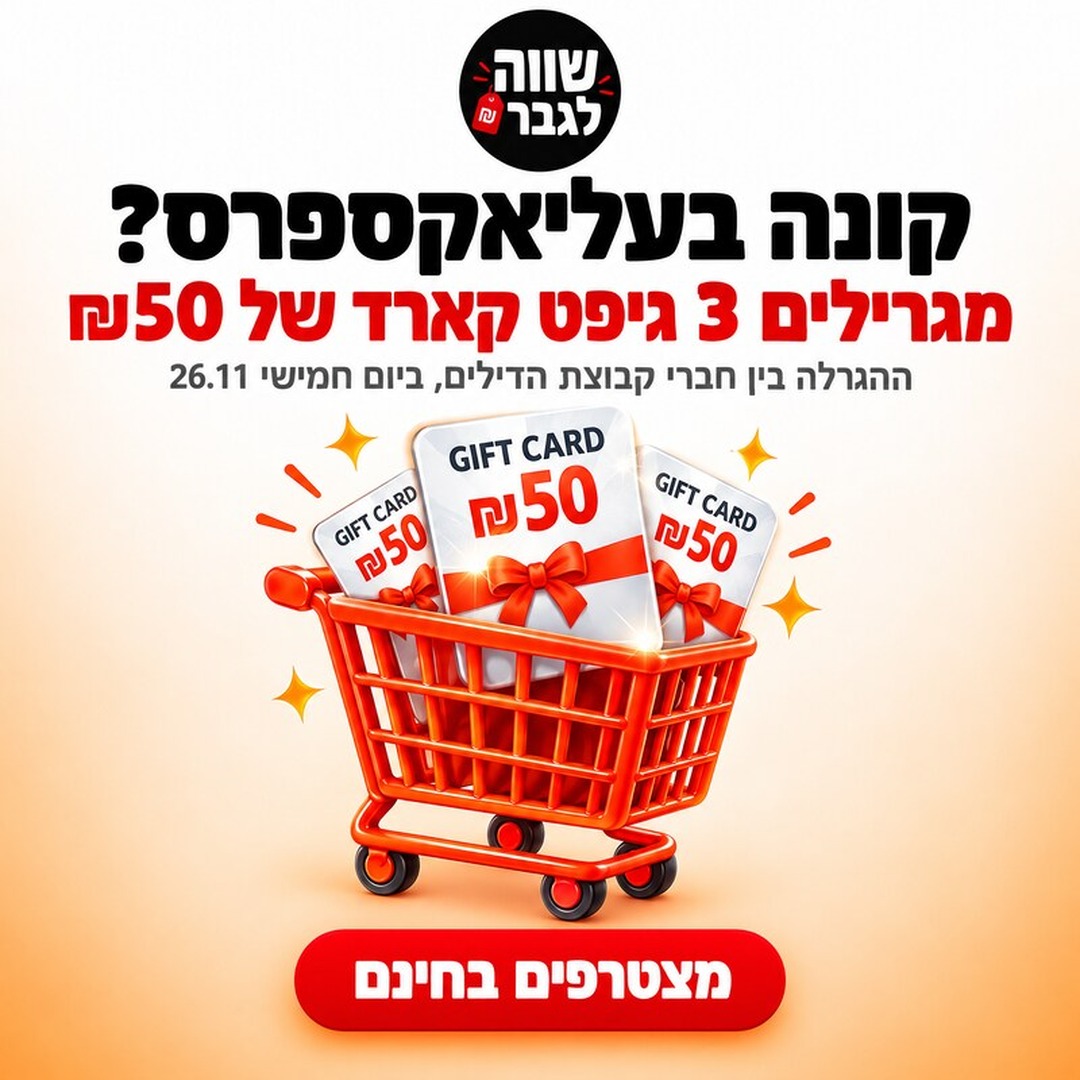 שווה
לגבר
₪
קונה בעליאקספרס?
מגרילים 3 גיפט קארד של 50₪
ההגרלה בין חברי קבוצת הדילים, ביום חמישי 26.11
GIFT CARD
₪50
GIFT CARD
₪50
GIFT CARD
₪50
מצטרפים בחינם